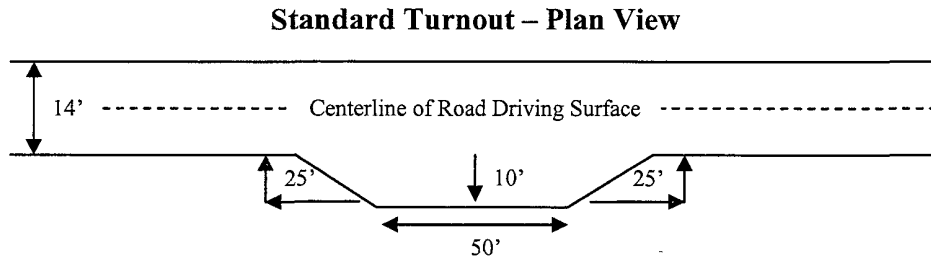 Standard Turnout – Plan View
14’
Centerline of Road Driving Surface
25’
10’
25’
50’